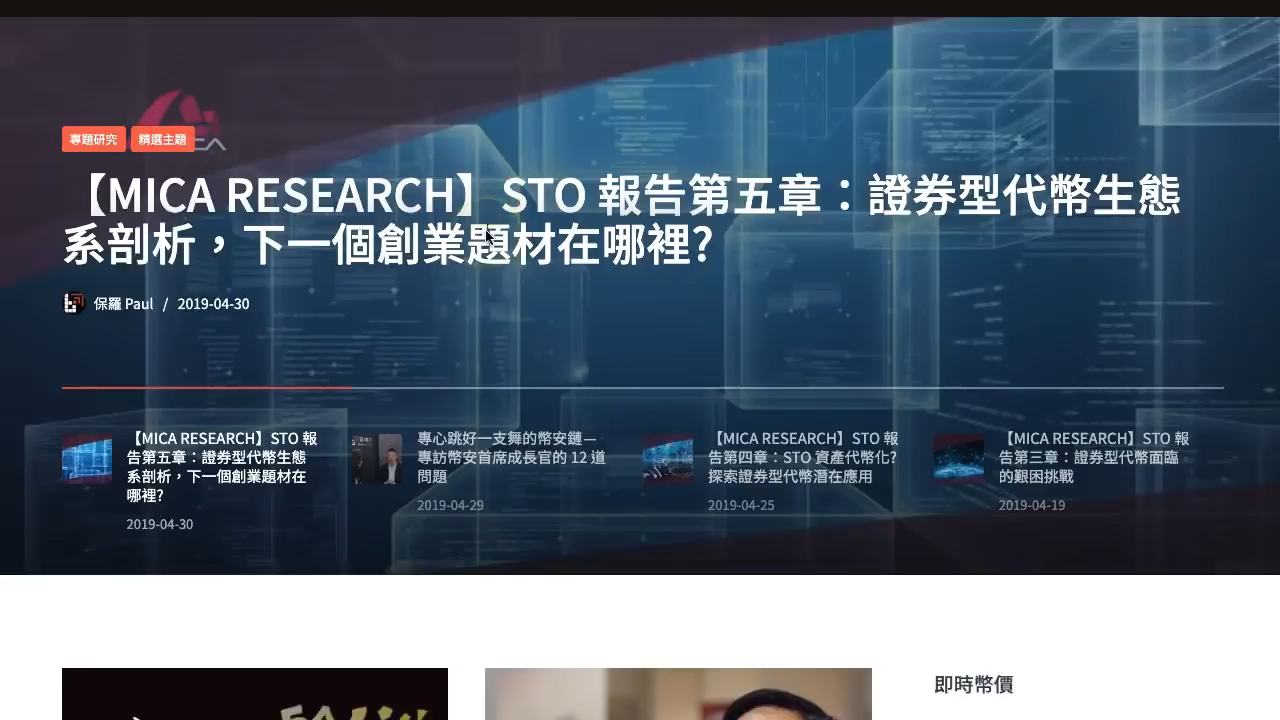 專題研究 精選主題
【MICA RESEARCH】STO 報告第五章：證券型代幣生態
系剖析，下一個創業題材在哪裡?
保羅 Paul / 2019-04-30
【MICA RESEARCH】STO 報
告第五章：證券型代幣生態
系剖析，下一個創業題材在
哪裡?
2019-04-30
專心跳好一支舞的幣安鏈—
專訪幣安首席成長官的 12 道
問題
2019-04-29
【MICA RESEARCH】STO 報
告第四章：STO 資產代幣化?
探索證券型代幣潛在應用
2019-04-25
【MICA RESEARCH】STO 報
告第三章：證券型代幣面臨
的艱困挑戰
2019-04-19
即時幣價